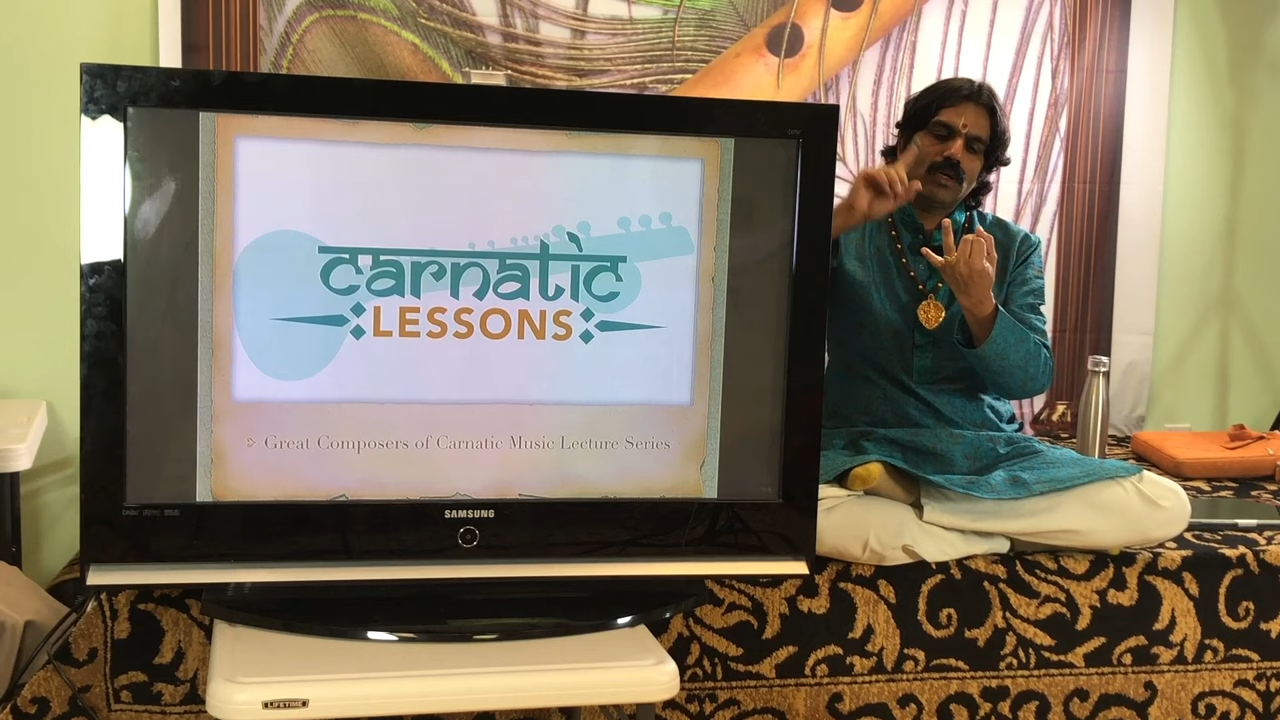 carnatic
LESSONS
Great Composers of Carnatic Music Lecture Series
SAMSUNG
LIFETIME